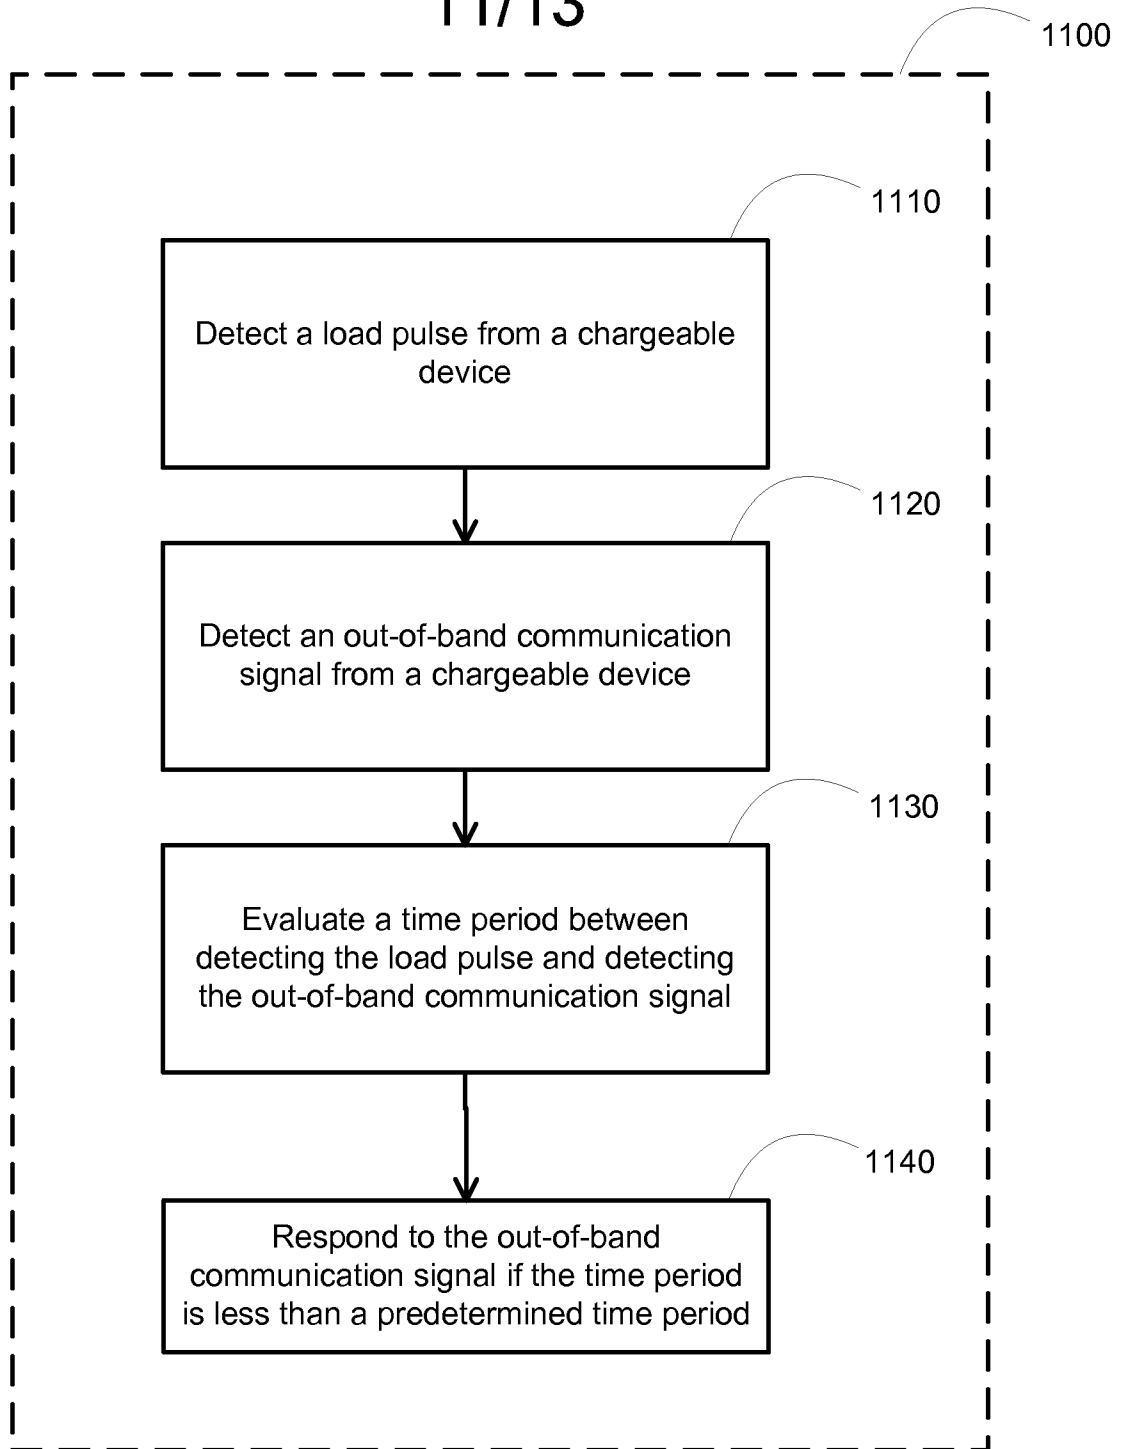 11/13
1100
1110
Detect a load pulse from a chargeable
device
1120
Detect an out-of-band communication
signal from a chargeable device
1130
Evaluate a time period between
detecting the load pulse and detecting
the out-of-band communication signal
1140
Respond to the out-of-band
communication signal if the time period
is less than a predetermined time period